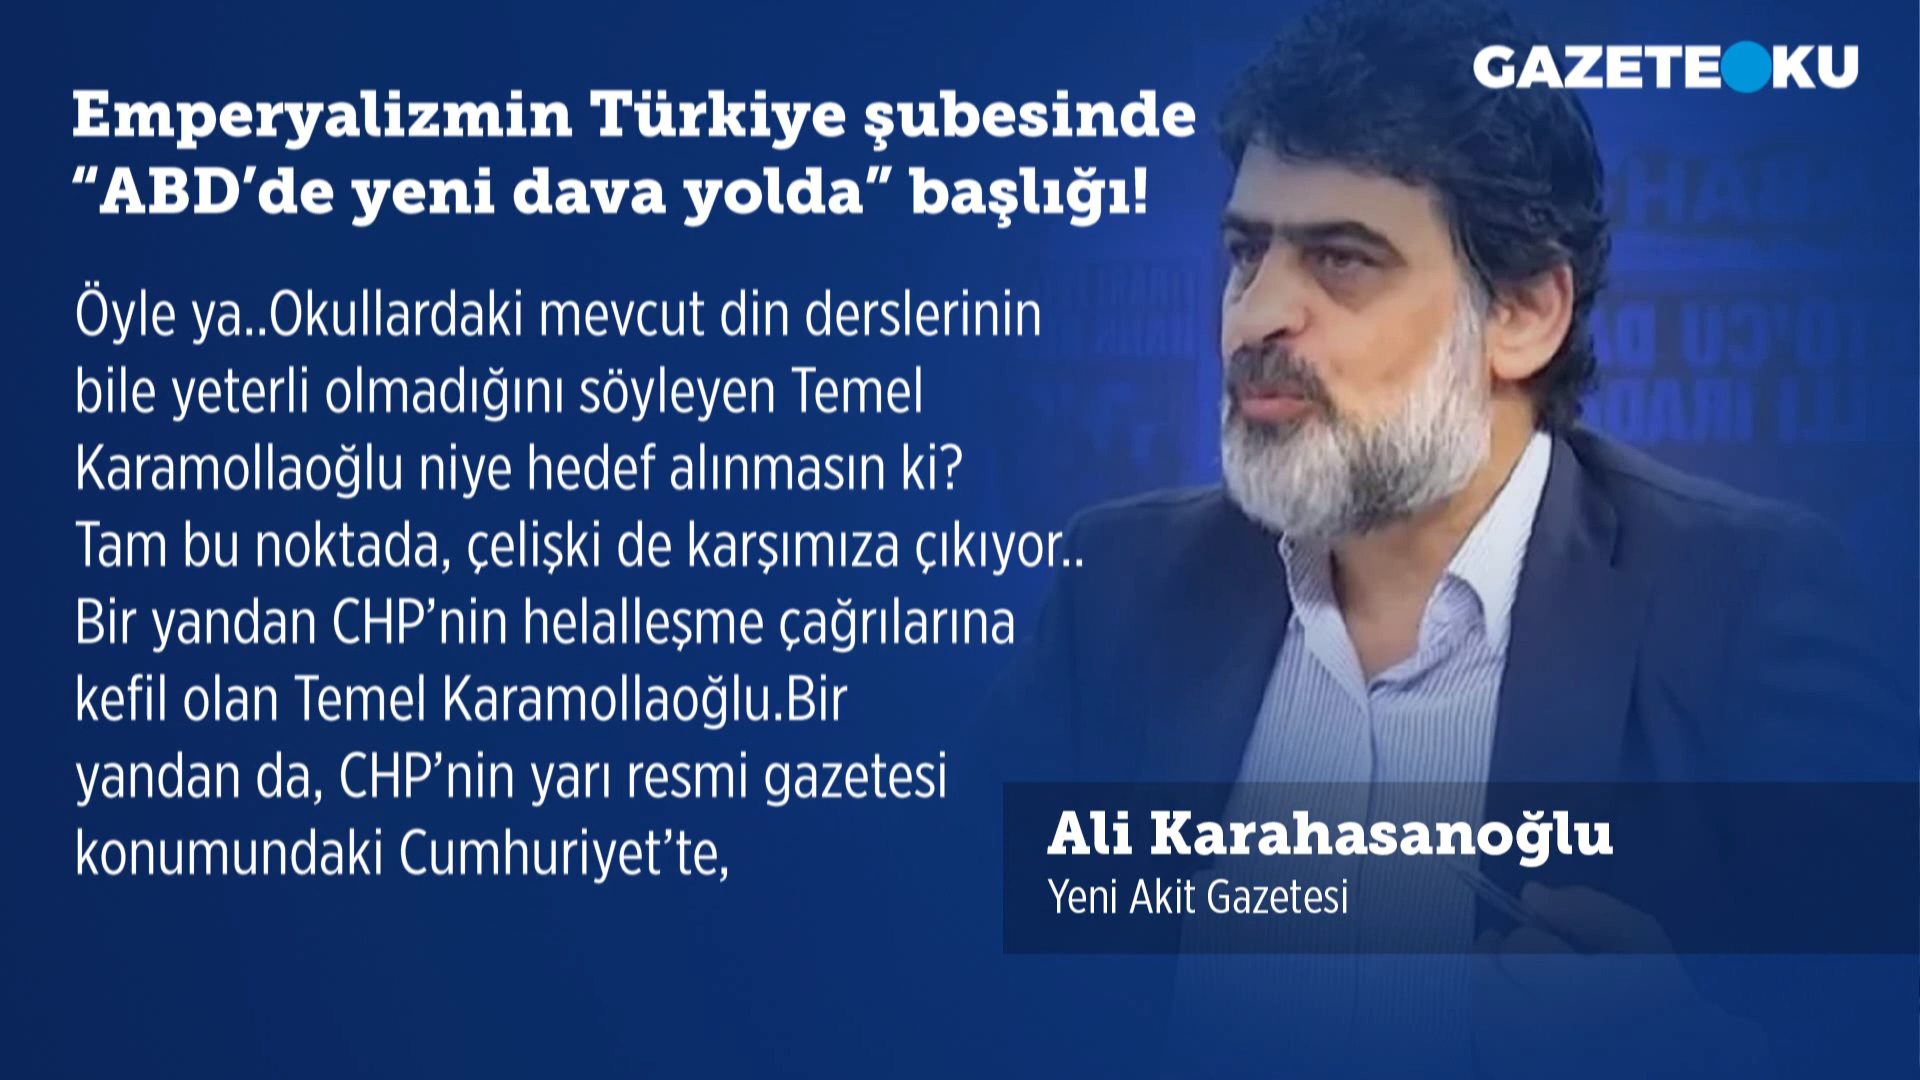 GAZETEOKU
Emperyalizmin Türkiye şubesinde
“ABD’de yeni dava yolda” başlığı!
Öyle ya..Okullardaki mevcut din derslerinin
bile yeterli olmadığını söyleyen Temel
Karamollaoğlu niye hedef alınmasın ki?
Tam bu noktada, çelişki de karşımıza çıkıyor..
Bir yandan CHP’nin helalleşme çağrılarına
kefil olan Temel Karamollaoğlu.Bir
yandan da, CHP’nin yarı resmi gazetesi
konumundaki Cumhuriyet’te,
Ali Karahasanoğlu
Yeni Akit Gazetesi